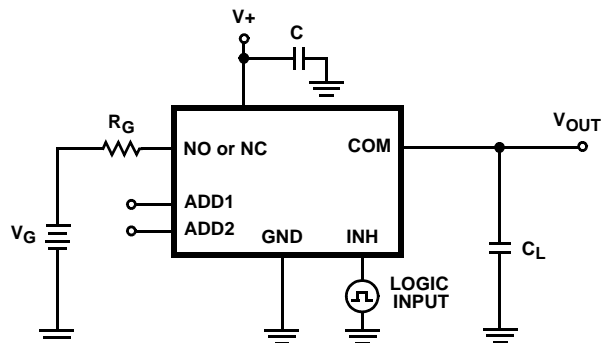 V+
C
RG
NO or NC
COM
VOUT
ADD1
ADD2
VG
GND
INH
LOGIC
INPUT
CL